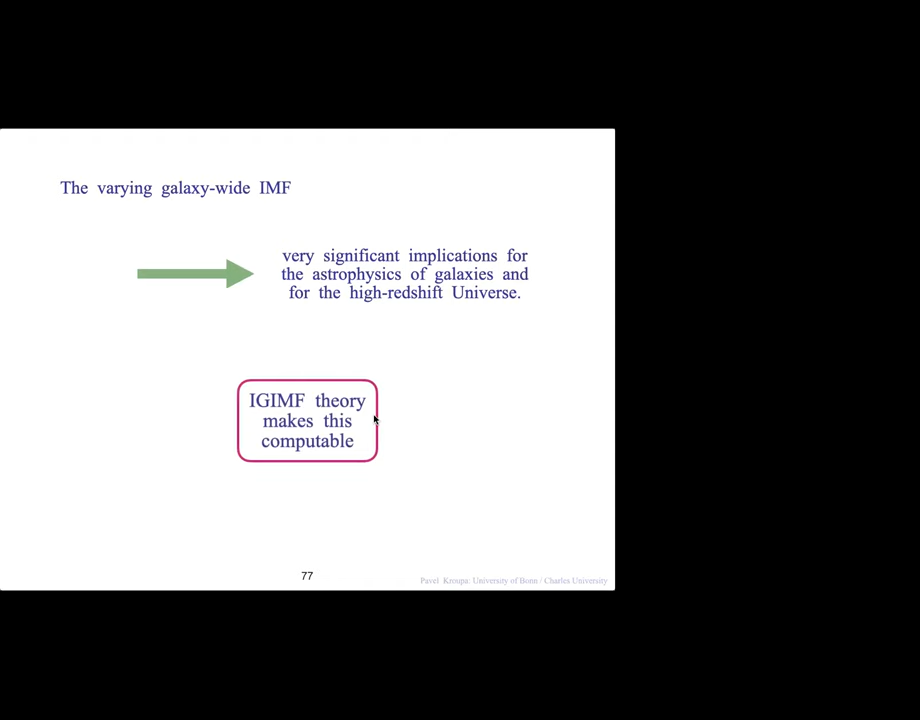 The varying galaxy-wide IMF
very significant implications for
the astrophysics of galaxies and
for the high-redshift Universe.
IGIMF theory
makes this
computable
77
Pavel Kroupa: University of Bonn / Charles University